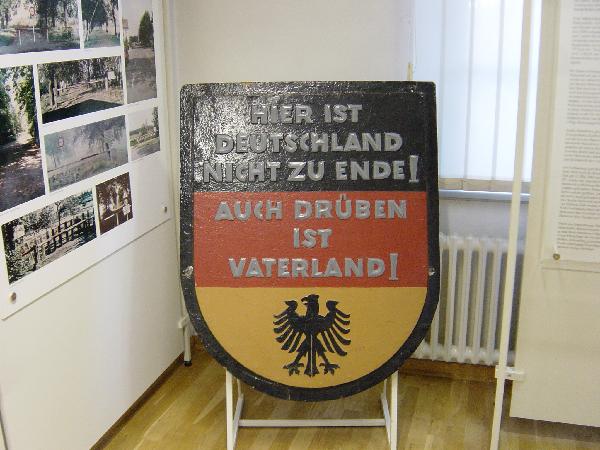 HIER IST
DEUTSCHLAND
NICHT ZU ENDE!
AUCH DRÜBEN
IST
VATERLAND!